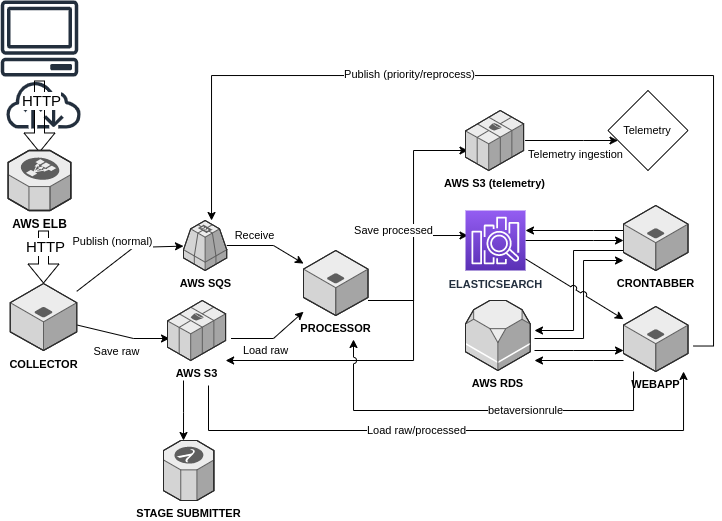 HTTP
AWS ELB
HTTP
COLLECTOR
Publish (normal)
Save raw
AWS SQS
AWS S3
Receive
Load raw
PROCESSOR
STAGE SUBMITTER
Publish (priority/reprocess)
Save processed
AWS S3 (telemetry)
Telemetry
Telemetry ingestion
ELASTICSEARCH
CRONTABBER
AWS RDS
WEBAPP
betaversionrule
Load raw/processed